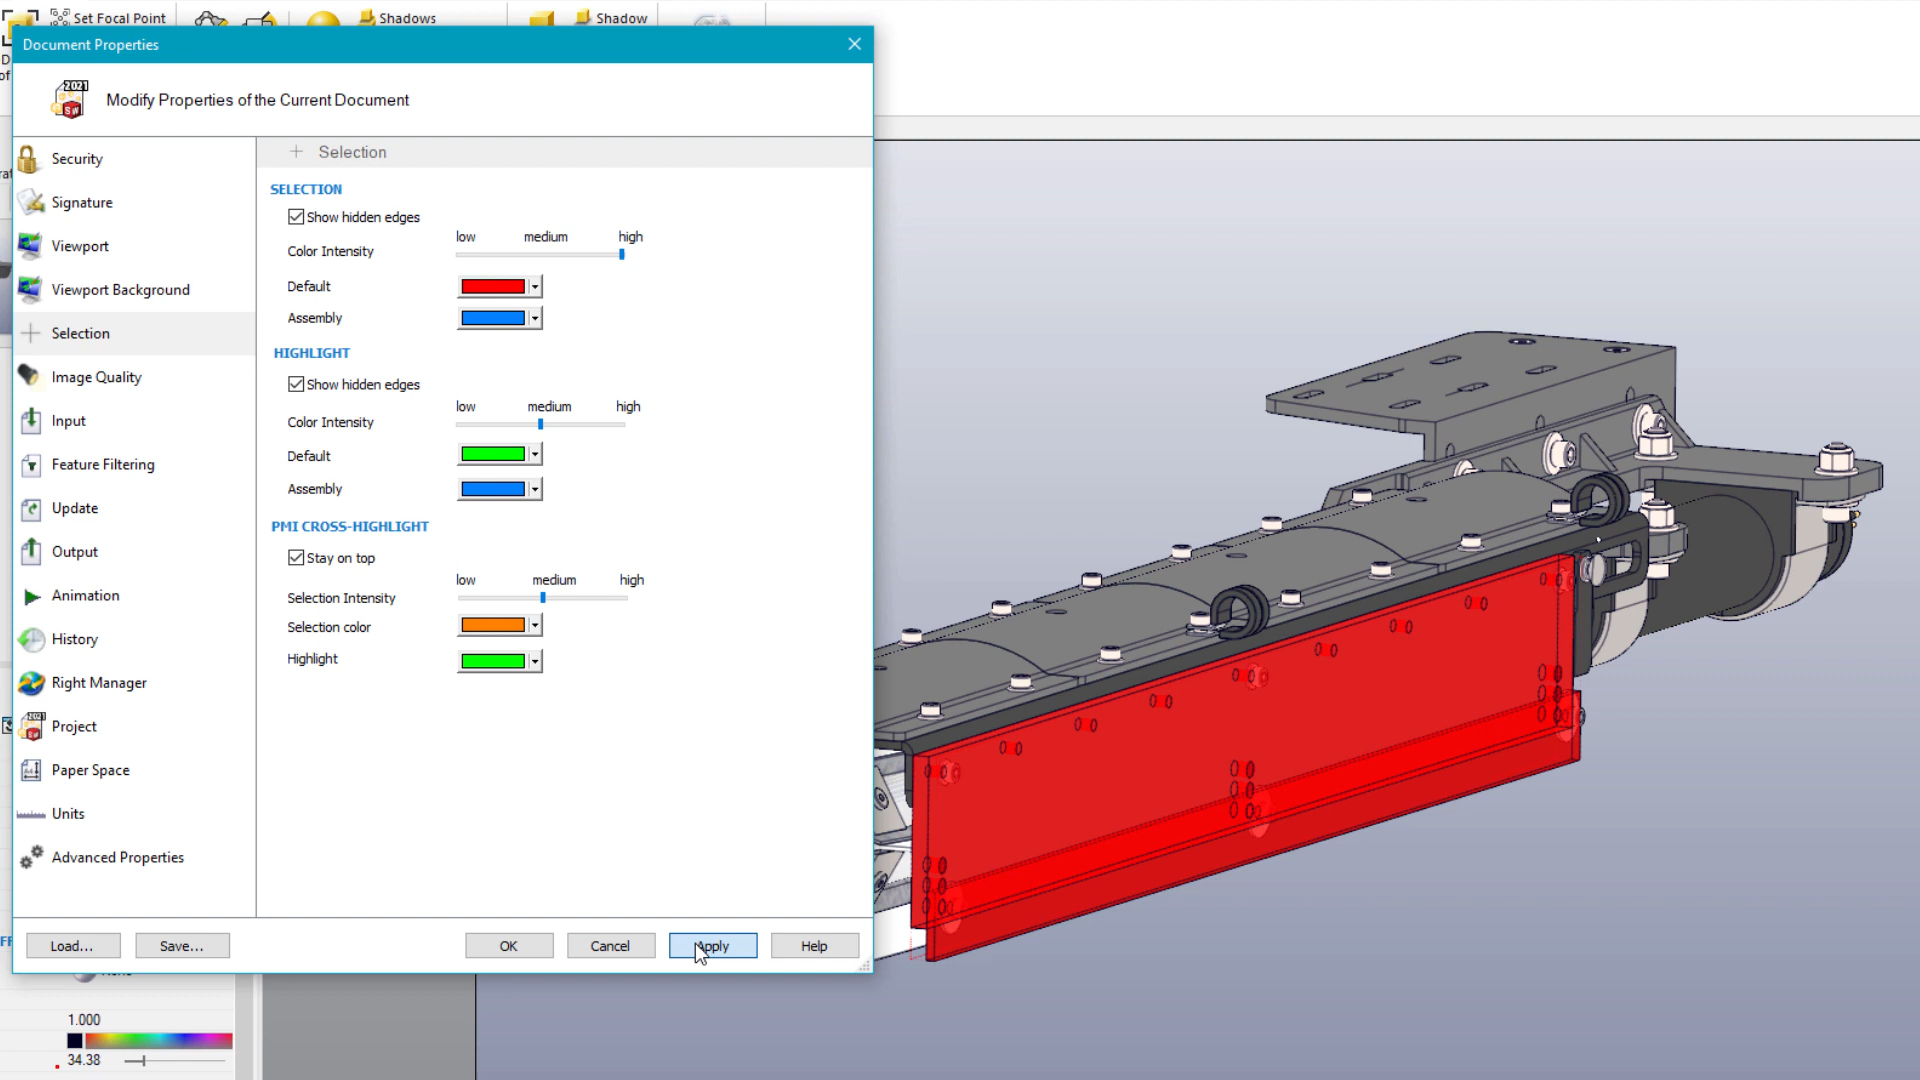 Set Focal Point
Shadows
Shadow
Document Properties
2021
SW
Modify Properties of the Current Document
Security
Signature
Viewport
Viewport Background
Selection
Image Quality
Input
Feature Filtering
Update
Output
Animation
History
Right Manager
Project
Paper Space
Units
Advanced Properties
Selection
SELECTION
Show hidden edges
low medium high
Color Intensity
Default
Assembly
HIGHLIGHT
Show hidden edges
low medium high
Color Intensity
Default
Assembly
PMI CROSS-HIGHLIGHT
Stay on top
low medium high
Selection Intensity
Selection color
Highlight
Load... Save... OK Cancel Apply Help
1.000
34.38